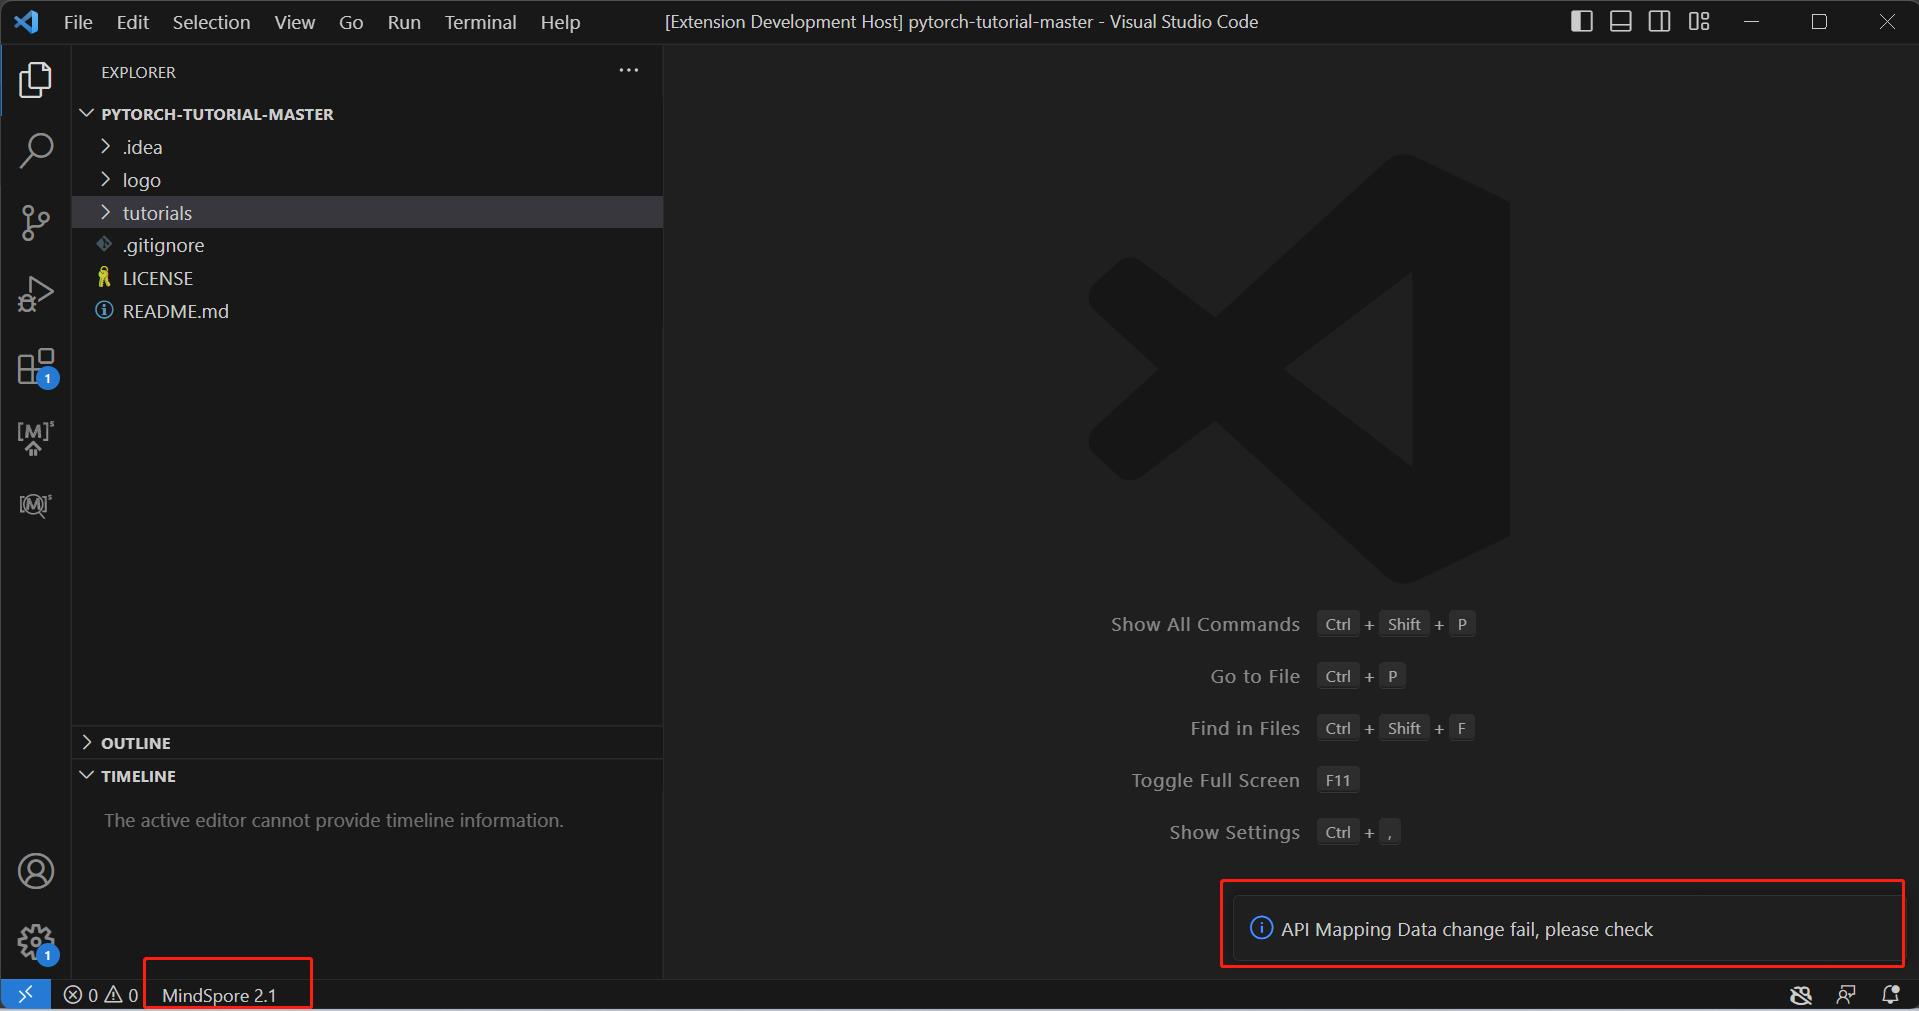 File Edit Selection View Go Run Terminal Help [Extension Development Host] pytorch-tutorial-master - Visual Studio Code
EXPLORER
PYTORCH-TUTORIAL-MASTER
.idea
logo
tutorials
.gitignore
LICENSE
README.md
1
[M]s
[M]s
Show All Commands Ctrl + Shift + P
Go to File Ctrl + P
Find in Files Ctrl + Shift + F
Toggle Full Screen F11
Show Settings Ctrl + ,
OUTLINE
TIMELINE
The active editor cannot provide timeline information.
API Mapping Data change fail, please check
1
0 0 MindSpore 2.1